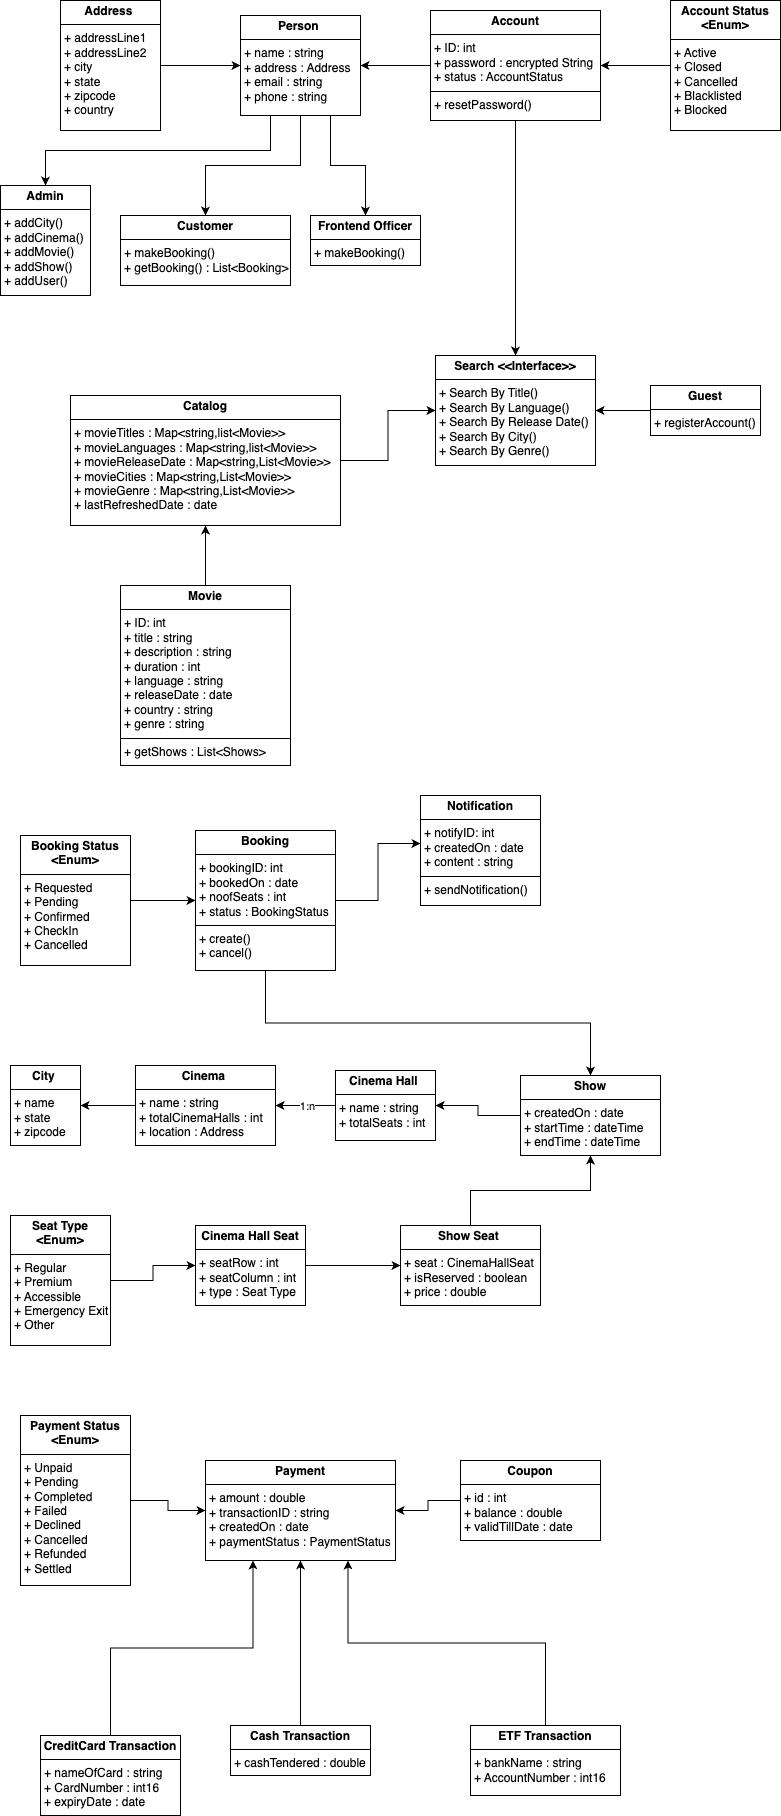 Address
+ addressLine1
+ addressLine2
+ city
+ state
+ zipcode
+ country
Person
+ name : string
+ address : Address
+ email : string
+ phone : string
Account
+ ID: int
+ password : encrypted String
+ status : AccountStatus
+ resetPassword()
Account Status
<Enum>
+ Active
+ Closed
+ Cancelled
+ Blacklisted
+ Blocked
Admin
+ addCity()
+ addCinema()
+ addMovie()
+ addShow()
+ addUser()
Customer
+ makeBooking()
+ getBooking() : List<Booking>
Frontend Officer
+ makeBooking()
Search <<Interface>>
+ Search By Title()
+ Search By Language()
+ Search By Release Date()
+ Search By City()
+ Search By Genre()
Guest
+ registerAccount()
Catalog
+ movieTitles : Map<string,list<Movie>>
+ movieLanguages : Map<string,list<Movie>>
+ movieReleaseDate : Map<string,List<Movie>>
+ movieCities : Map<string,List<Movie>>
+ movieGenre : Map<string,List<Movie>>
+ lastRefreshedDate : date
Movie
+ ID: int
+ title : string
+ description : string
+ duration : int
+ language : string
+ releaseDate : date
+ country : string
+ genre : string
+ getShows : List<Shows>
Notification
+ notifyID: int
+ createdOn : date
+ content : string
+ sendNotification()
Booking Status
<Enum>
+ Requested
+ Pending
+ Confirmed
+ CheckIn
+ Cancelled
Booking
+ bookingID: int
+ bookedOn : date
+ noofSeats : int
+ status : BookingStatus
+ create()
+ cancel()
City
+ name
+ state
+ zipcode
Cinema
+ name : string
+ totalCinemaHalls : int
+ location : Address
1:n
Cinema Hall
+ name : string
+ totalSeats : int
Show
+ createdOn : date
+ startTime : dateTime
+ endTime : dateTime
Seat Type
<Enum>
+ Regular
+ Premium
+ Accessible
+ Emergency Exit
+ Other
Cinema Hall Seat
+ seatRow : int
+ seatColumn : int
+ type : Seat Type
Show Seat
+ seat : CinemaHallSeat
+ isReserved : boolean
+ price : double
Payment Status
<Enum>
+ Unpaid
+ Pending
+ Completed
+ Failed
+ Declined
+ Cancelled
+ Refunded
+ Settled
Payment
+ amount : double
+ transactionID : string
+ createdOn : date
+ paymentStatus : PaymentStatus
Coupon
+ id : int
+ balance : double
+ validTillDate : date
CreditCard Transaction
+ nameOfCard : string
+ CardNumber : int16
+ expiryDate : date
Cash Transaction
+ cashTendered : double
ETF Transaction
+ bankName : string
+ AccountNumber : int16